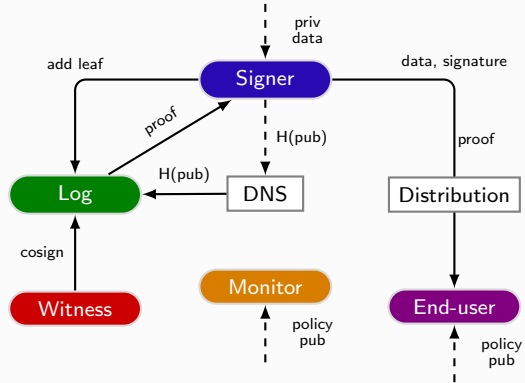 priv
data
add leaf
Signer
data, signature
proof
H(pub)
proof
H(pub)
Log
DNS
Distribution
cosign
Witness
Monitor
End-user
policy
pub
policy
pub